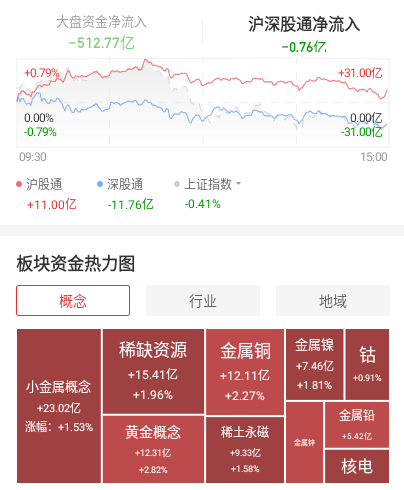 大盘资金净流入
沪深股通净流入
-512.77亿
-0.76亿
+0.79%
+31.00亿
0.00%
0.00亿
-0.79%
-31.00亿
09:30
15:00
沪股通
深股通
上证指数
+11.00亿
-11.76亿
-0.41%
板块资金热力图
概念
行业
地域
小金属概念
+23.02亿
涨幅：+1.53%
稀缺资源
+15.41亿
+1.96%
黄金概念
+12.31亿
+2.82%
金属铜
+12.11亿
+2.27%
稀土永磁
+9.33亿
+1.58%
金属镍
+7.46亿
+1.81%
钴
+0.91%
金属锌
金属铅
+5.42亿
核电